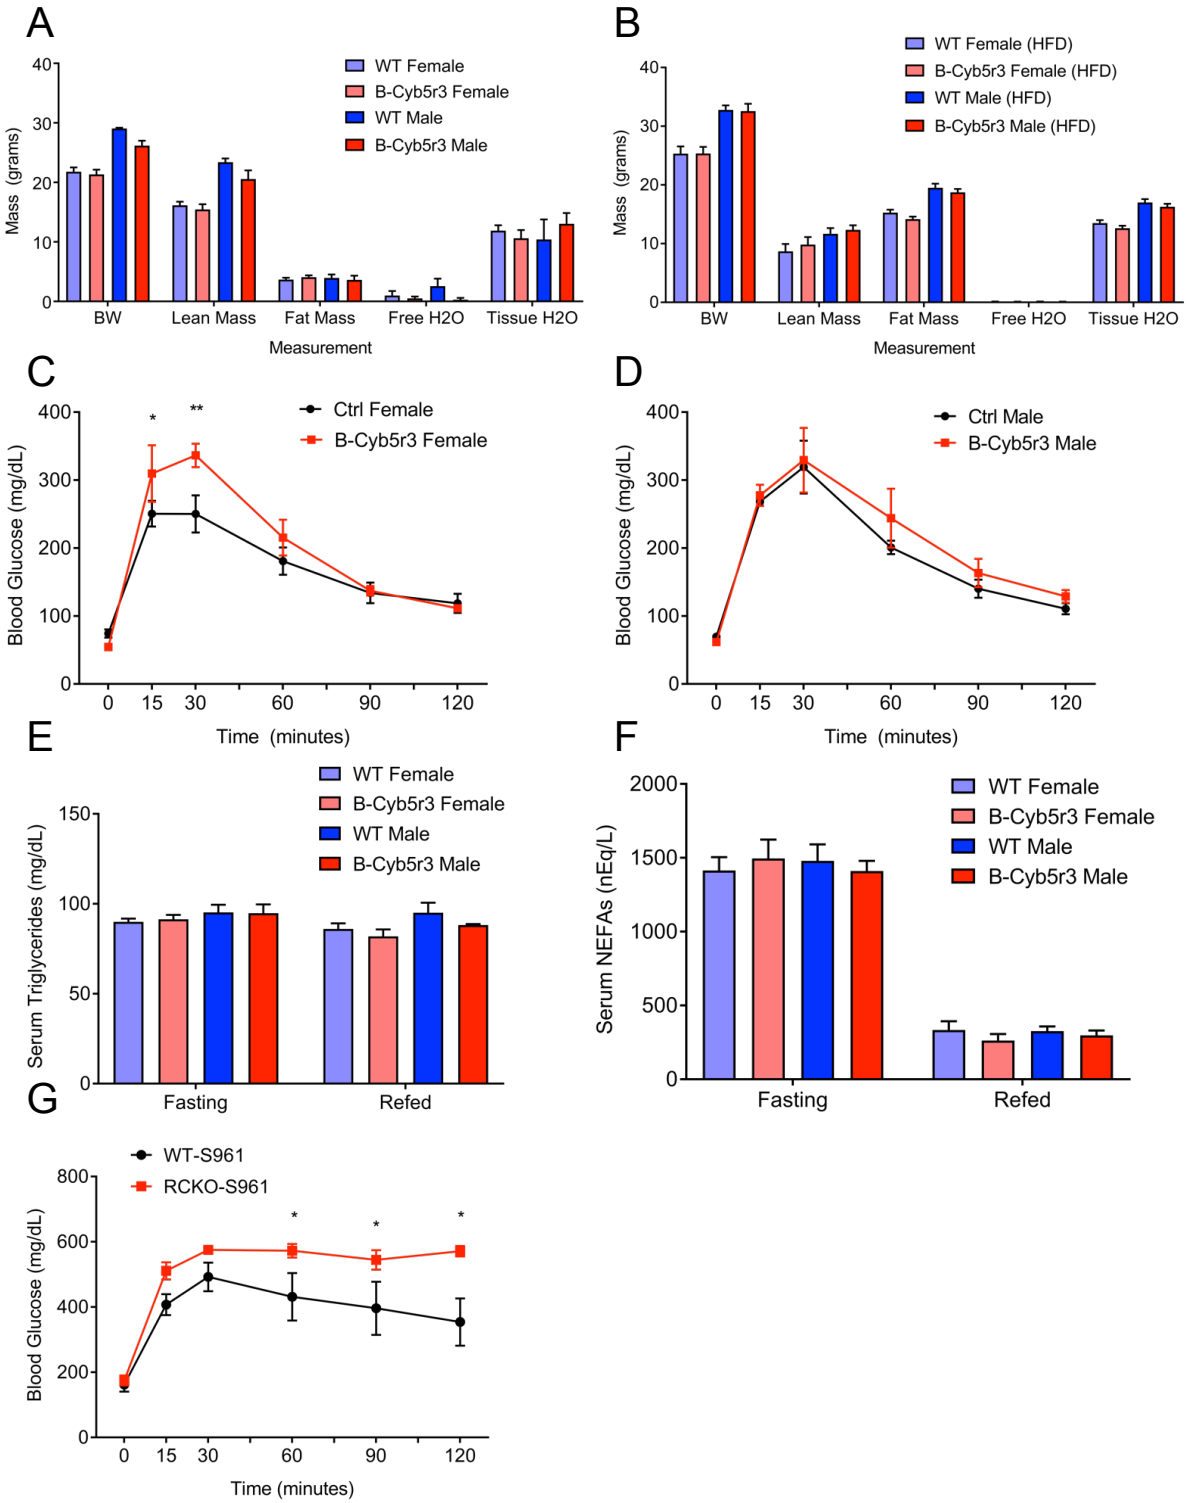 A
WT Female
B-Cyb5r3 Female
WT Male
B-Cyb5r3 Male
Mass (grams)
40
30
20
10
0
BW Lean Mass Fat Mass Free H2O Tissue H2O
Measurement
B
WT Female (HFD)
B-Cyb5r3 Female (HFD)
WT Male (HFD)
B-Cyb5r3 Male (HFD)
Mass (grams)
40
30
20
10
0
BW Lean Mass Fat Mass Free H2O Tissue H2O
Measurement
C
Ctrl Female
B-Cyb5r3 Female
* **
Blood Glucose (mg/dL)
400
300
200
100
0
0 15 30 60 90 120
Time (minutes)
D
Ctrl Male
B-Cyb5r3 Male
Blood Glucose (mg/dL)
400
300
200
100
0
0 15 30 60 90 120
Time (minutes)
E
WT Female
B-Cyb5r3 Female
WT Male
B-Cyb5r3 Male
Serum Triglycerides (mg/dL)
150
100
50
0
Fasting Refed
F
WT Female
B-Cyb5r3 Female
WT Male
B-Cyb5r3 Male
Serum NEFAs (nEq/L)
2000
1500
1000
500
0
Fasting Refed
G
WT-S961
RCKO-S961
* * *
Blood Glucose (mg/dL)
800
600
400
200
0
0 15 30 60 90 120
Time (minutes)